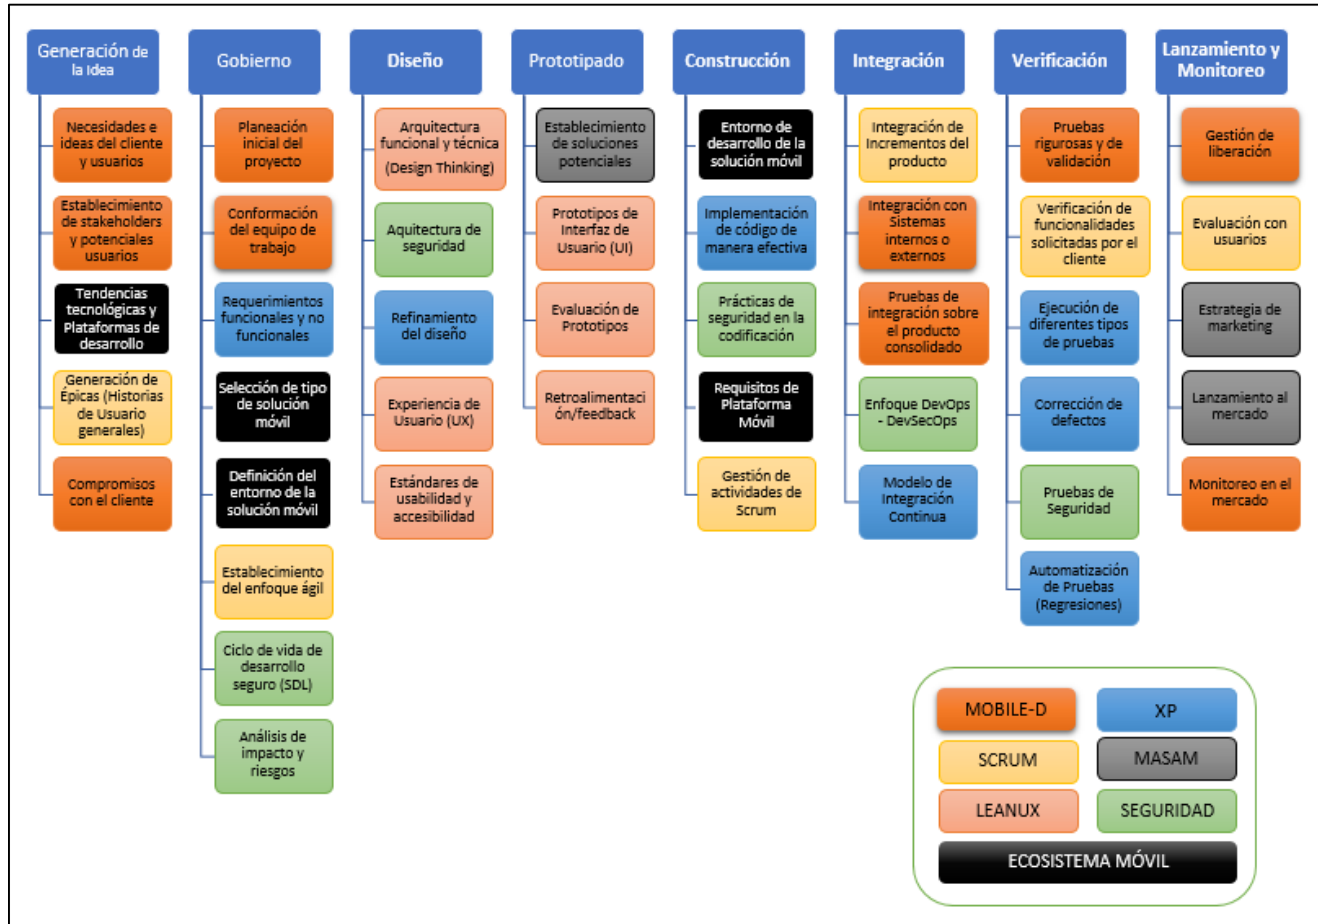 Generación de
la Idea
Necesidades e
ideas del cliente
y usuarios
Establecimiento
de stakeholders
y potenciales
usuarios
Tendencias
tecnológicas y
Plataformas de
desarrollo
Generación de
Épicas (Historias
de Usuario
generales)
Compromisos
con el cliente
Gobierno
Planeación
inicial del
proyecto
Conformación
del equipo de
trabajo
Requerimientos
funcionales y no
funcionales
Selección de tipo
de solución
móvil
Definición del
entorno de la
solución móvil
Establecimiento
del enfoque ágil
Ciclo de vida de
desarrollo
seguro (SDL)
Análisis de
impacto y
riesgos
Diseño
Arquitectura
funcional y técnica
(Design Thinking)
Aquitectura de
seguridad
Refinamiento
del diseño
Experiencia de
Usuario (UX)
Estándares de
usabilidad y
accesibilidad
Prototipado
Establecimiento
de soluciones
potenciales
Prototipos de
Interfaz de
Usuario (UI)
Evaluación de
Prototipos
Retroalimentaci
ón/feedback
Construcción
Entorno de
desarrollo de la
solución móvil
Implementación
de código de
manera efectiva
Prácticas de
seguridad en la
codificación
Requisitos de
Plataforma
Móvil
Gestión de
actividades de
Scrum
Integración
Integración de
Incrementos del
producto
Integración con
Sistemas
internos o
externos
Pruebas de
integración sobre
el producto
consolidado
Enfoque DevOps
- DevSecOps
Modelo de
Integración
Continua
Verificación
Pruebas
rigurosas y de
validación
Verificación de
funcionalidades
solicitadas por el
cliente
Ejecución de
diferentes tipos
de pruebas
Corrección de
defectos
Pruebas de
Seguridad
Automatización
de Pruebas
(Regresiones)
Lanzamiento y
Monitoreo
Gestión de
liberación
Evaluación con
usuarios
Estrategia de
marketing
Lanzamiento al
mercado
Monitoreo en el
mercado
MOBILE-D
XP
SCRUM
MASAM
LEANUX
SEGURIDAD
ECOSISTEMA MÓVIL